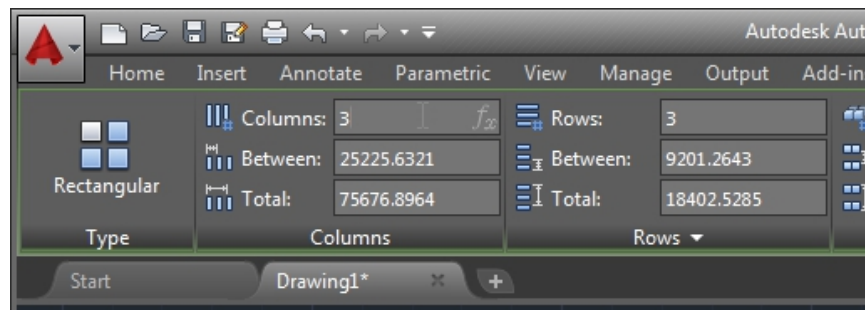 Autodesk Aut
Home Insert Annotate Parametric View Manage Output Add-in
Columns: 3 fx Rows: 3
Between: 25225.6321 Between: 9201.2643
Rectangular
Total: 75676.8964 Total: 18402.5285
Type Columns Rows
Start Drawing1*